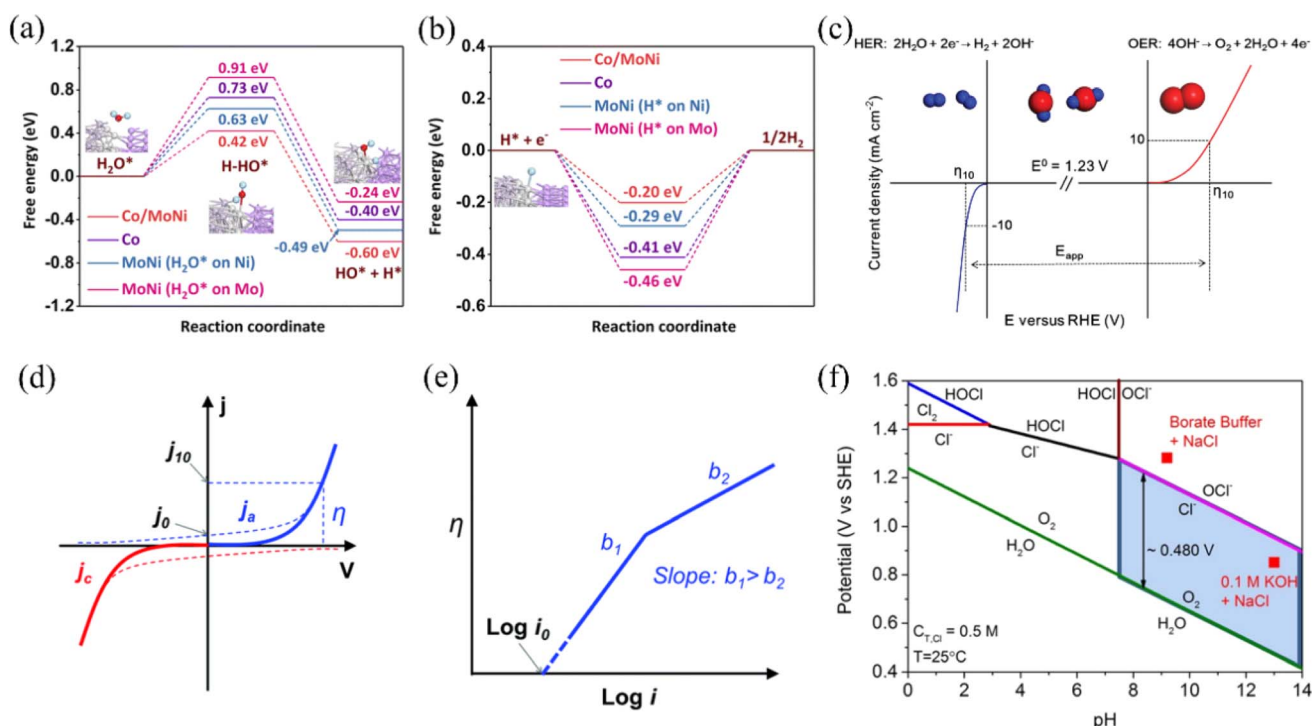 (a)
1.2
0.8
0.4
0.0
-0.4
-0.8
-1.2
Free energy (eV)
0.91 eV
0.73 eV
0.63 eV
0.42 eV
H₂O*
H-HO*
-0.24 eV
-0.40 eV
-0.49 eV
-0.60 eV
HO* + H*
Co/MoNi
Co
MoNi (H₂O* on Ni)
MoNi (H₂O* on Mo)
Reaction coordinate
(b)
0.6
0.4
0.2
0.0
-0.2
-0.4
-0.6
Free energy (eV)
Co/MoNi
Co
MoNi (H* on Ni)
MoNi (H* on Mo)
H* + e⁻
1/2H₂
-0.20 eV
-0.29 eV
-0.41 eV
-0.46 eV
Reaction coordinate
(c)
HER: 2H₂O + 2e⁻→ H₂ + 2OH⁻
OER: 4OH⁻→ O₂ + 2H₂O + 4e⁻
Current density (mA cm⁻²)
10
η₁₀
E⁰ = 1.23 V
//
η₁₀
-10
E_app
E versus RHE (V)
(d)
j
j₁₀
j₀
jₐ
η
V
j_c
(e)
η
b₂
b₁
Slope: b₁> b₂
Log i₀
Log i
(f)
1.6
1.4
1.2
1.0
0.8
0.6
0.4
Potential (V vs SHE)
HOCl
Cl₂
Cl⁻
HOCl
Cl⁻
HOCl
OCl⁻
Borate Buffer
+ NaCl
OCl⁻
Cl⁻
O₂
H₂O
~ 0.480 V
0.1 M KOH
+ NaCl
O₂
H₂O
C_T,Cl = 0.5 M
T=25°C
0 2 4 6 8 10 12 14
pH